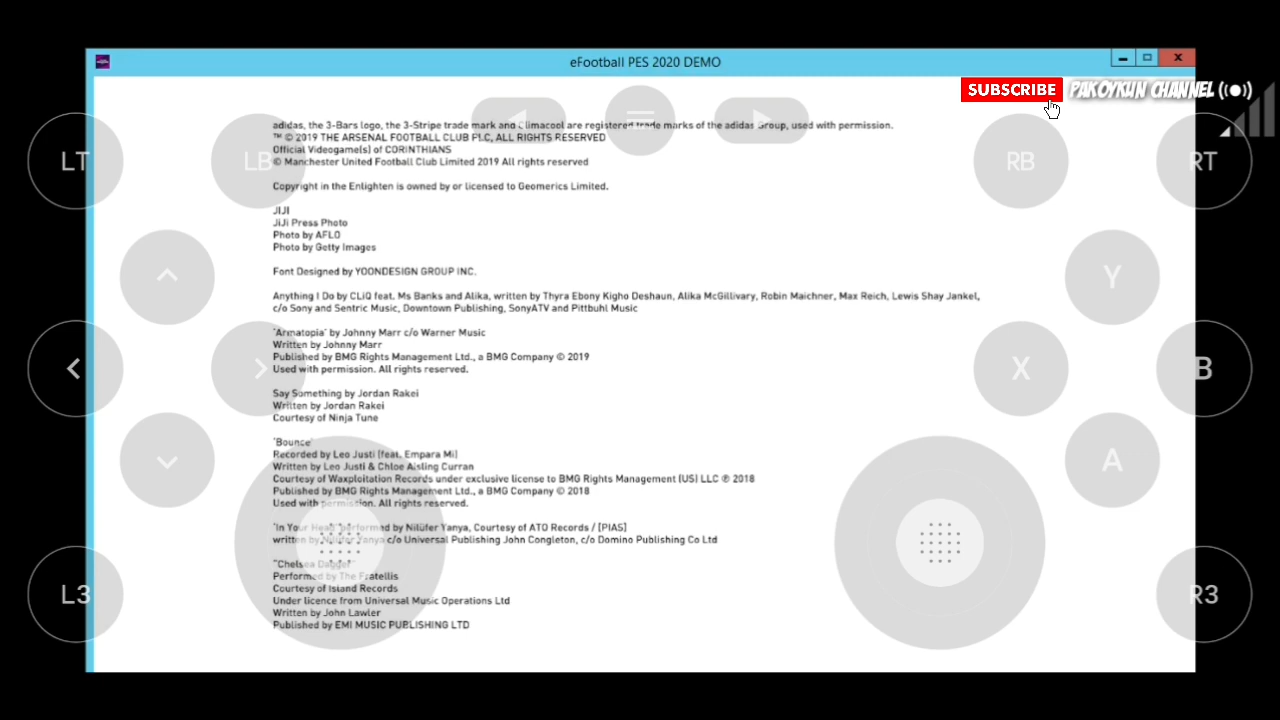 eFootball PES 2020 DEMO
SUBSCRIBE PAKOYKUN CHANNEL
adidas, the 3-Bars logo, the 3-Stripe trade mark and Climacool are registered trade marks of the adidas Group, used with permission.
™ © 2019 THE ARSENAL FOOTBALL CLUB PLC, ALL RIGHTS RESERVED
Official Videogame(s) of CORINTHIANS
© Manchester United Football Club Limited 2019 All rights reserved
LT
LB
RB
RT
Copyright in the Enlighten is owned by or licensed to Geomerics Limited.
JIJI
JiJi Press Photo
Photo by AFLO
Photo by Getty Images
Font Designed by YOONDESIGN GROUP INC.
Y
Anything I Do by CLiQ feat. Ms Banks and Alika, written by Thyra Ebony Kigho Deshaun, Alika McGillivary, Robin Maichner, Max Reich, Lewis Shay Jankel,
c/o Sony and Sentric Music, Downtown Publishing, SonyATV and Pittbuhl Music
'Armatopia' by Johnny Marr c/o Warner Music
Written by Johnny Marr
Published by BMG Rights Management Ltd., a BMG Company © 2019
Used with permission. All rights reserved.
X
B
Say Something by Jordan Rakei
Written by Jordan Rakei
Courtesy of Ninja Tune
'Bounce'
Recorded by Leo Justi (feat. Empara Mi)
Written by Leo Justi & Chloe Aisling Curran
A
Courtesy of Waxploitation Records under exclusive license to BMG Rights Management (US) LLC ℗ 2018
Published by BMG Rights Management Ltd., a BMG Company © 2018
Used with permission. All rights reserved.
'In Your Head' performed by Nilüfer Yanya, Courtesy of ATO Records / [PIAS]
written by Nilüfer Yanya c/o Universal Publishing John Congleton, c/o Domino Publishing Co Ltd
"Chelsea Dagger"
Performed by The Fratellis
Courtesy of Island Records
L3
R3
Under licence from Universal Music Operations Ltd
Written by John Lawler
Published by EMI MUSIC PUBLISHING LTD